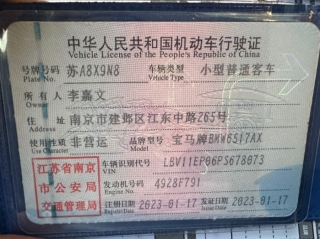 中华人民共和国机动车行驶证
Vehicle License of the People's Republic of China
号牌号码 苏A8X9N8 车辆类型 小型普通客车
Plate No. Vehicle Type
所有人 李嘉文
Owner
住址 南京市建邺区江东中路265号
Address
使用性质 非营运 品牌型号 宝马牌BMW6517AX
Use Character Model
江苏省南京市公安局交通管理局
车辆识别代号 LBV11EP06PS678073
VIN
发动机号码 4928F791
Engine No.
注册日期 2023-01-17 发证日期 2023-01-17
Register Date Issue Date